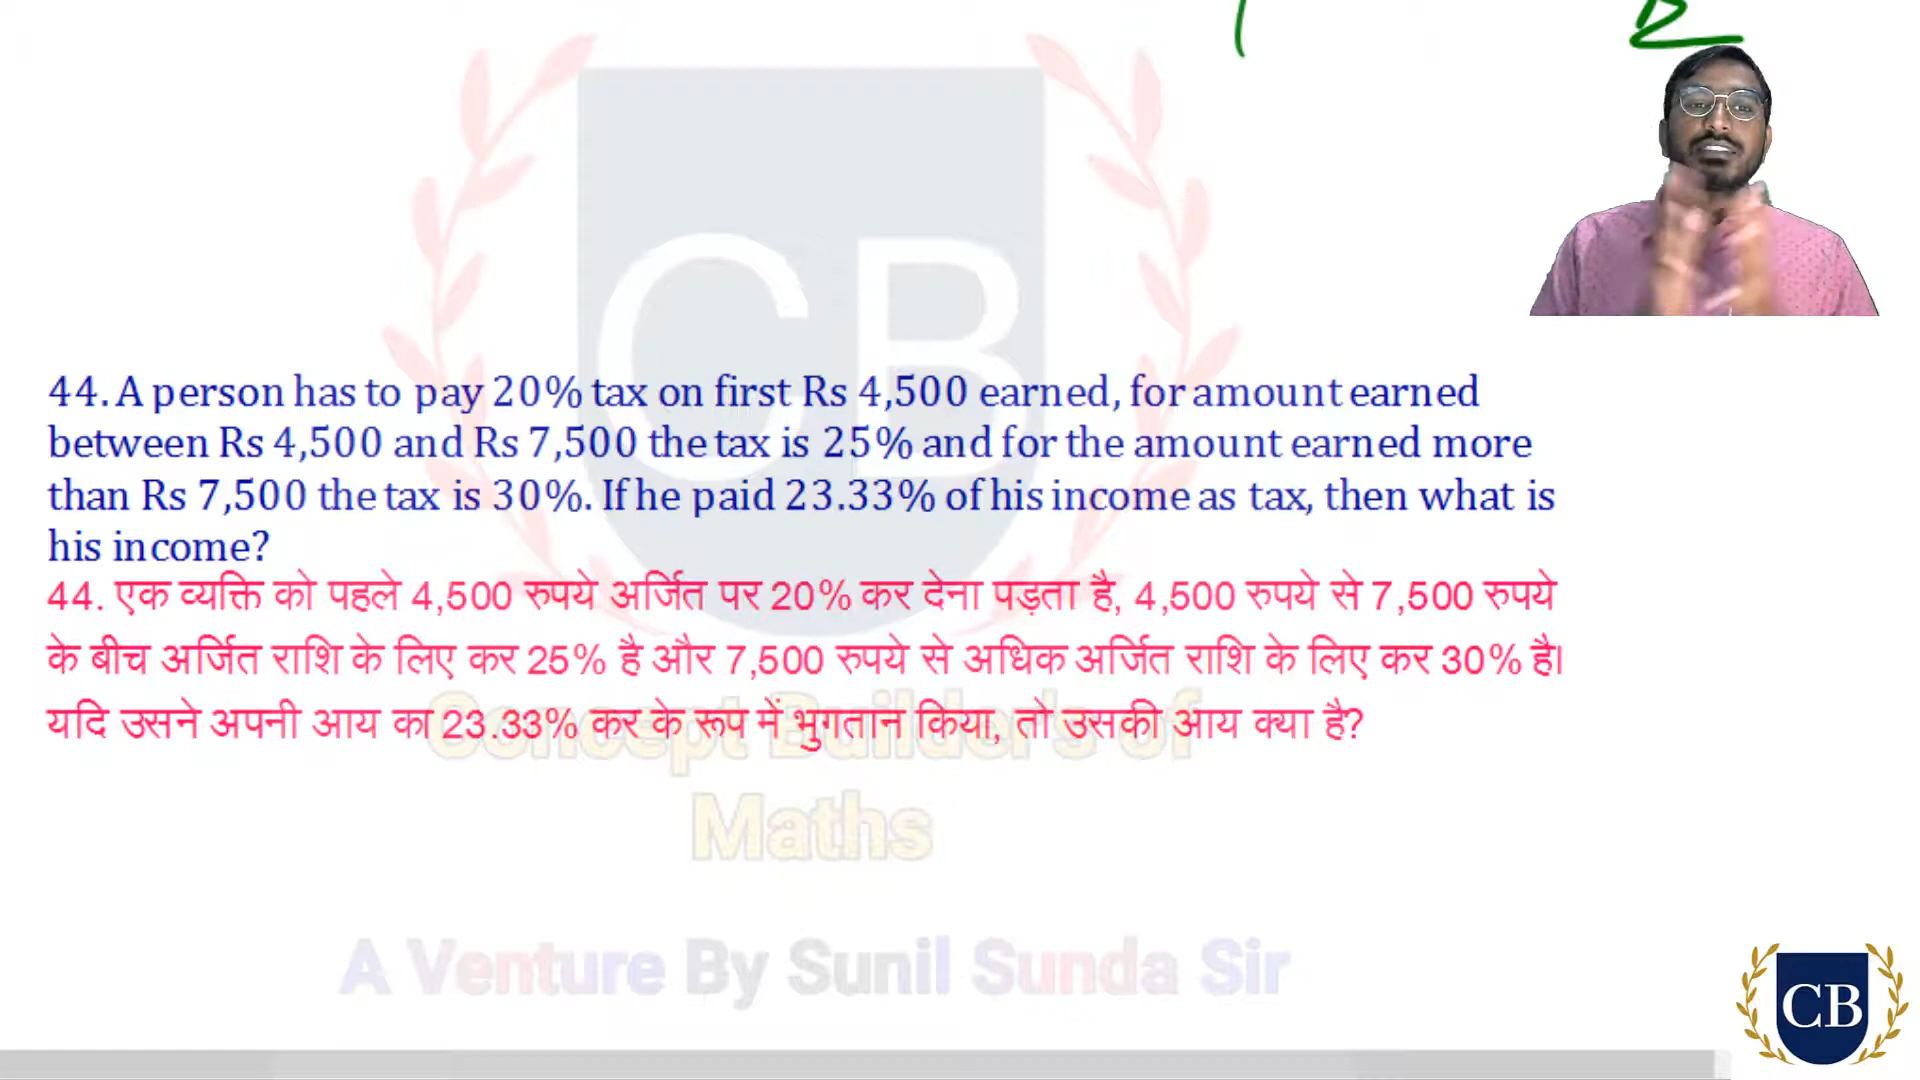 44. A person has to pay 20% tax on first Rs 4,500 earned, for amount earned
between Rs 4,500 and Rs 7,500 the tax is 25% and for the amount earned more
than Rs 7,500 the tax is 30%. If he paid 23.33% of his income as tax, then what is
his income?
44. एक व्यक्ति को पहले 4,500 रुपये अर्जित पर 20% कर देना पड़ता है, 4,500 रुपये से 7,500 रुपये
के बीच अर्जित राशि के लिए कर 25% है और 7,500 रुपये से अधिक अर्जित राशि के लिए कर 30% है।
यदि उसने अपनी आय का 23.33% कर के रूप में भुगतान किया, तो उसकी आय क्या है?
CB
Concept Builder's of
Maths
A Venture By Sunil Sunda Sir
CB